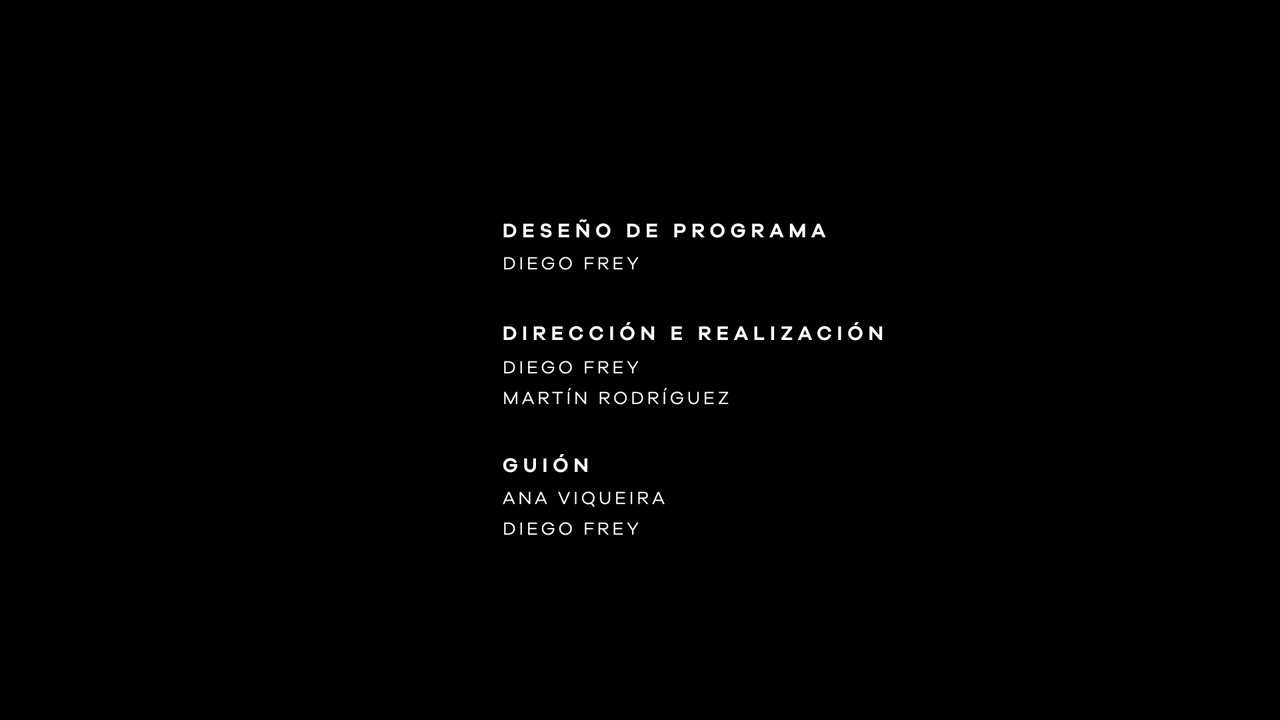 DESEÑO DE PROGRAMA
DIEGO FREY
DIRECCIÓN E REALIZACIÓN
DIEGO FREY
MARTÍN RODRÍGUEZ
GUIÓN
ANA VIQUEIRA
DIEGO FREY